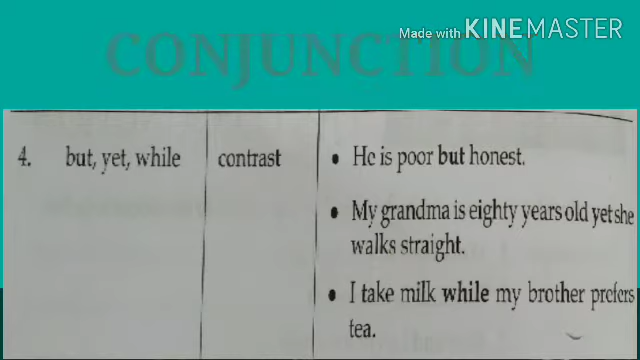 Made with KINEMASTER
CONJUNCTION
4. but, yet, while contrast • He is poor but honest.
• My grandma is eighty years old yet she
walks straight.
• I take milk while my brother prefers
tea.